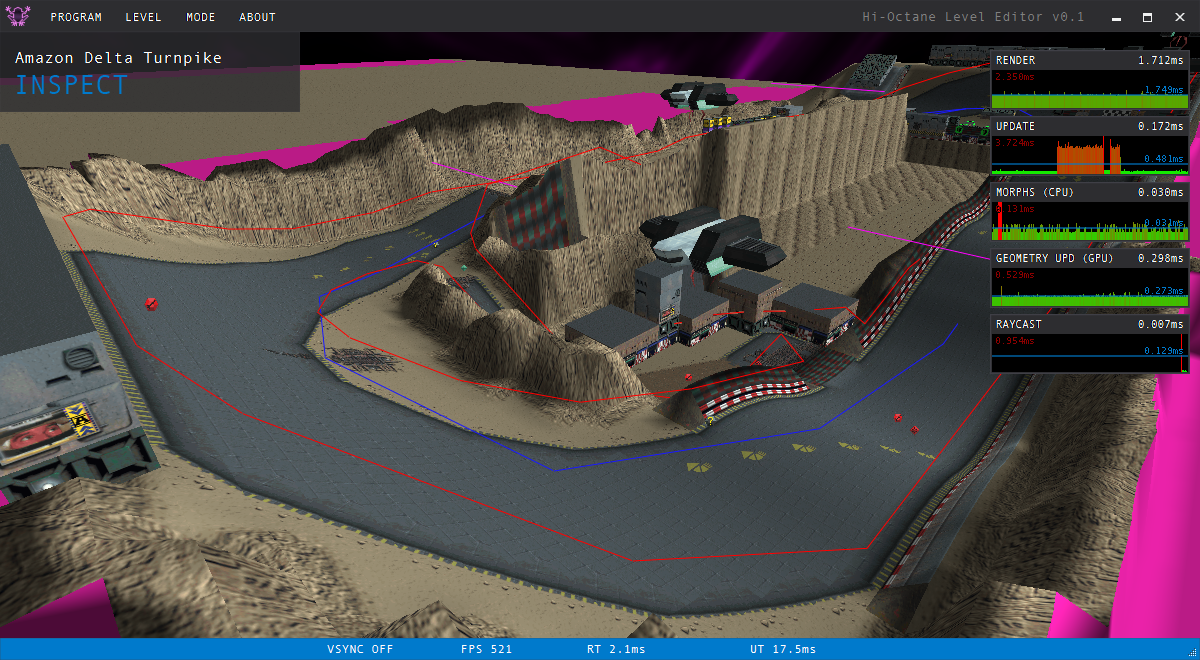 PROGRAM LEVEL MODE ABOUT Hi-Octane Level Editor v0.1
Amazon Delta Turnpike
INSPECT
RENDER 1.712ms
2.358ms
1.749ms
UPDATE 0.172ms
3.724ms
0.481ms
MORPHS (CPU) 0.030ms
0.131ms
0.031ms
GEOMETRY UPD (GPU) 0.298ms
0.529ms
0.273ms
RAYCAST 0.007ms
0.954ms
0.129ms
VSYNC OFF FPS 521 RT 2.1ms UT 17.5ms